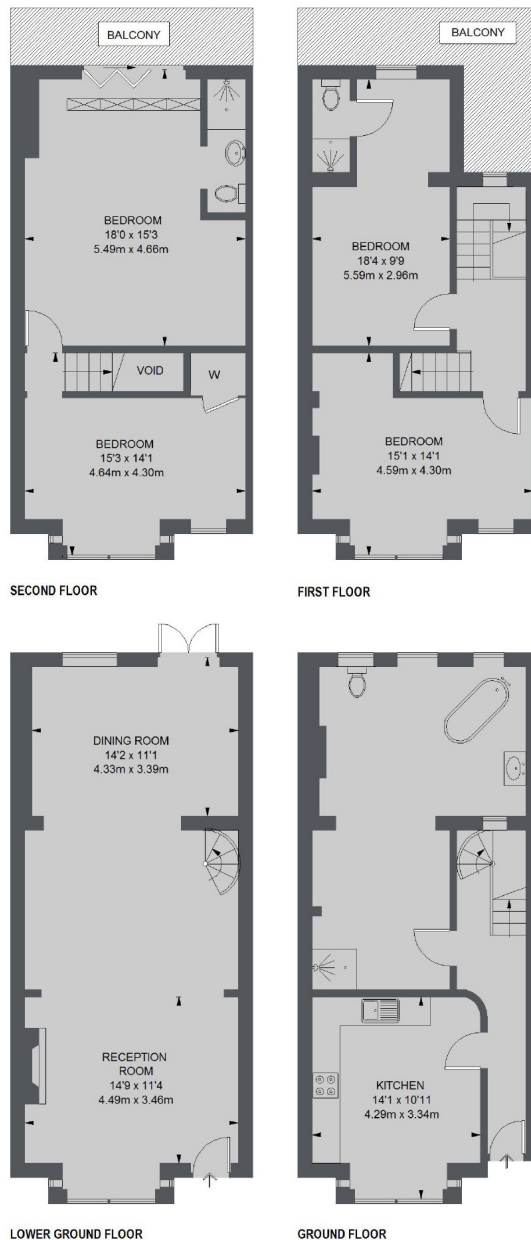 BALCONY
BEDROOM
18'0 x 15'3
5.49m x 4.66m
VOID
W
BEDROOM
15'3 x 14'1
4.64m x 4.30m
SECOND FLOOR
BALCONY
BEDROOM
18'4 x 9'9
5.59m x 2.96m
BEDROOM
15'1 x 14'1
4.59m x 4.30m
FIRST FLOOR
DINING ROOM
14'2 x 11'1
4.33m x 3.39m
RECEPTION
ROOM
14'9 x 11'4
4.49m x 3.46m
LOWER GROUND FLOOR
KITCHEN
14'1 x 10'11
4.29m x 3.34m
GROUND FLOOR